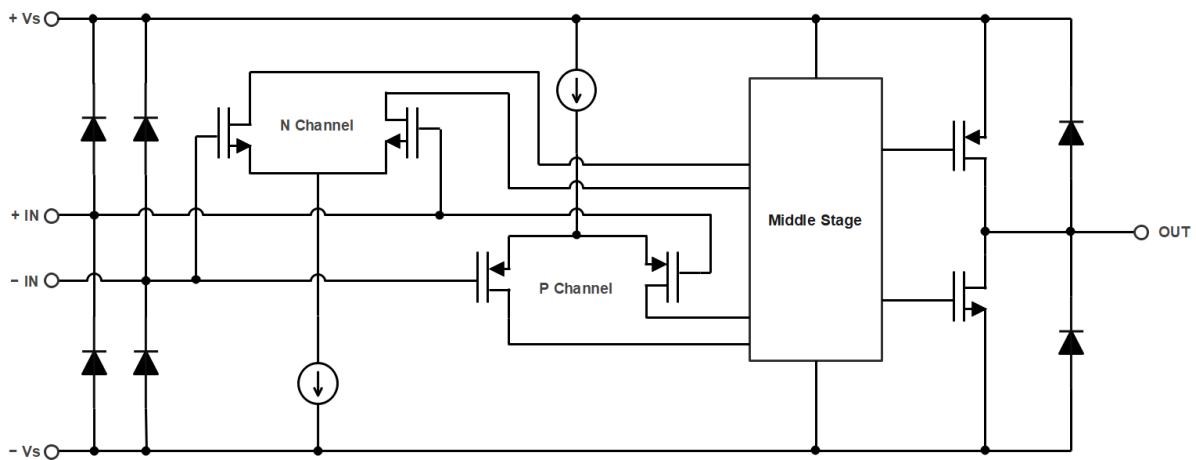 + Vs
N Channel
+ IN
Middle Stage
OUT
− IN
P Channel
− Vs